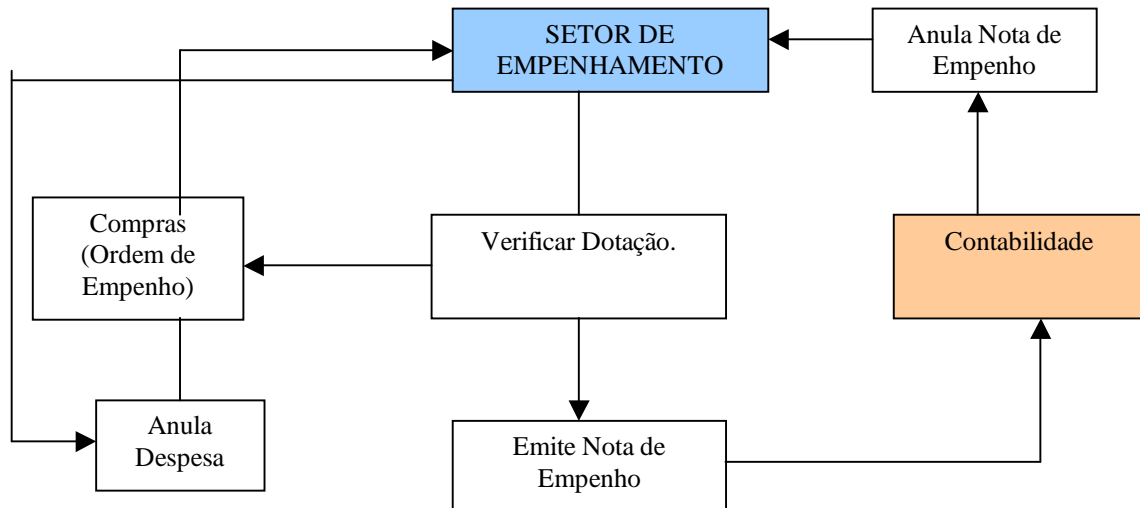 SETOR DE
EMPENHAMENTO
Anula Nota de
Empenho
Compras
(Ordem de
Empenho)
Verificar Dotação.
Contabilidade
Anula
Despesa
Emite Nota de
Empenho